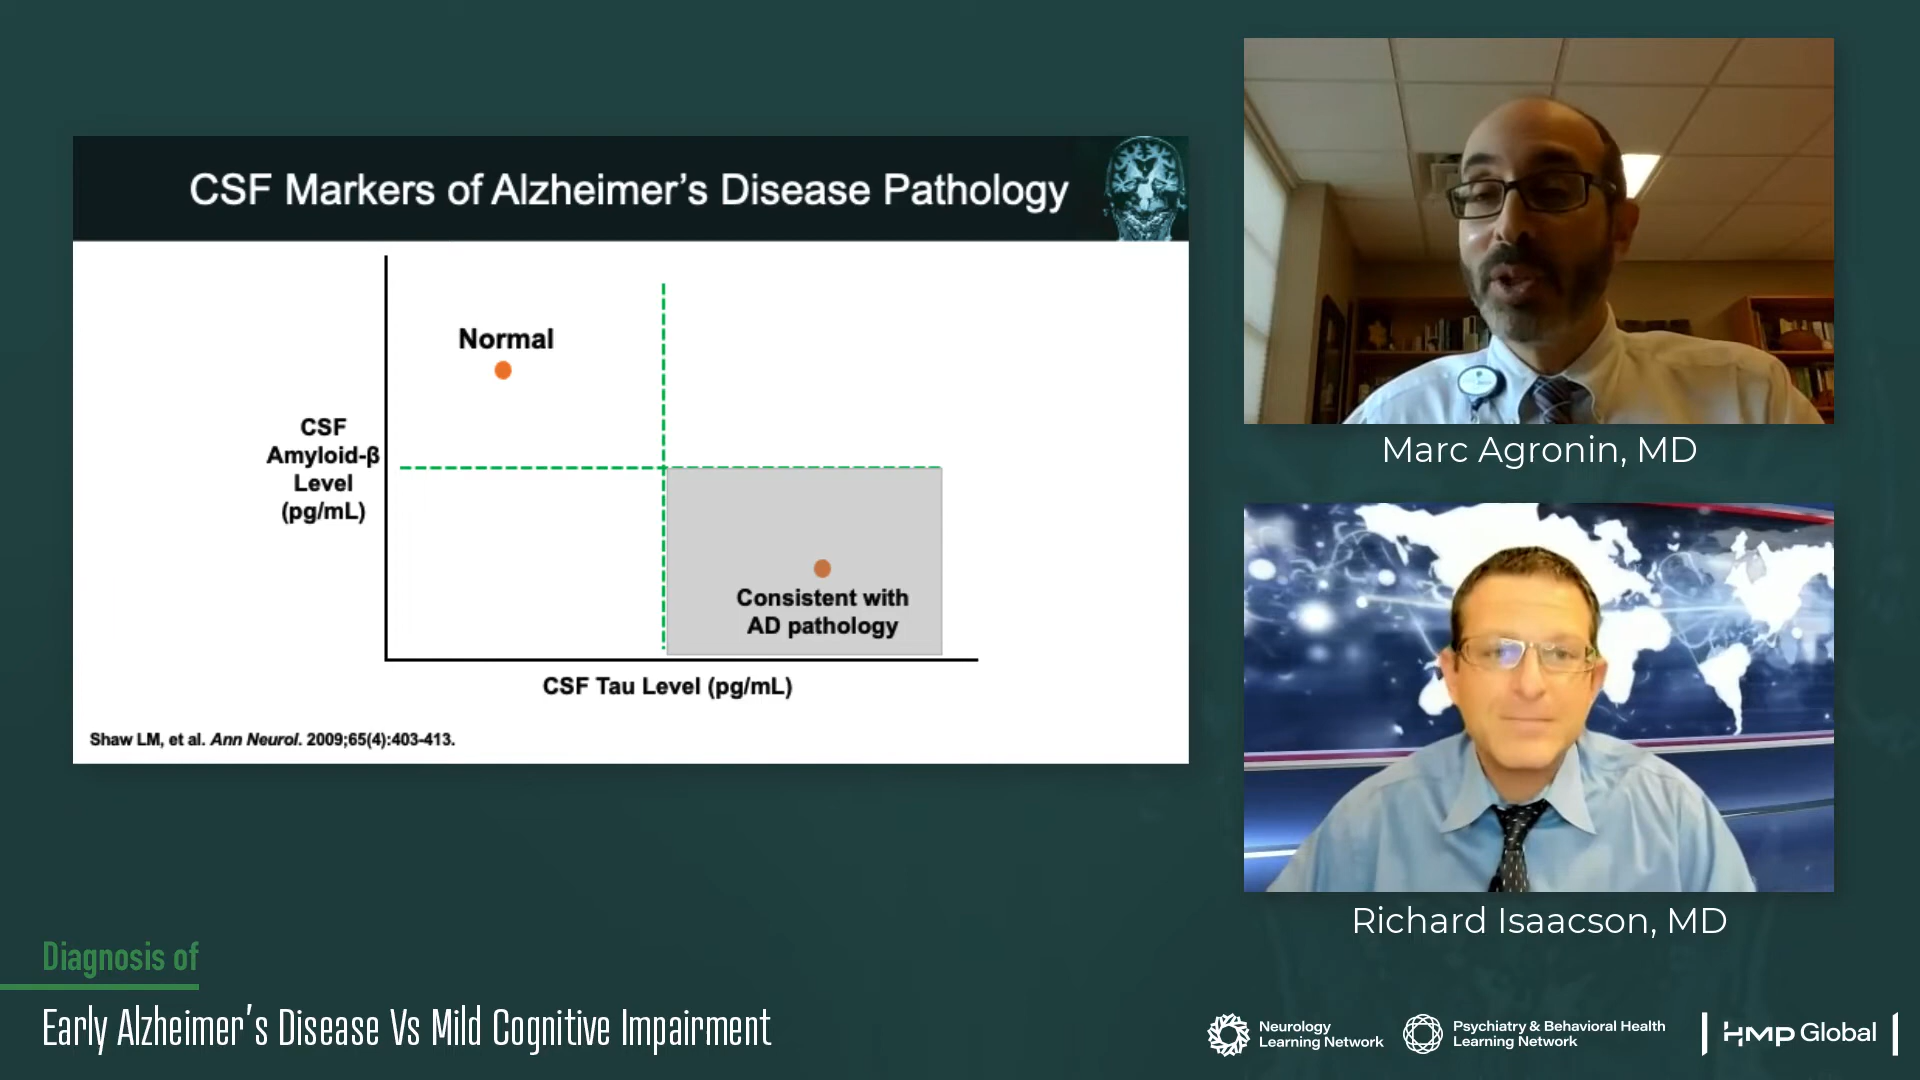 CSF Markers of Alzheimer's Disease Pathology
Normal
CSF
Amyloid-β
Level
(pg/mL)
Consistent with
AD pathology
CSF Tau Level (pg/mL)
Shaw LM, et al. Ann Neurol. 2009;65(4):403-413.
Marc Agronin, MD
Richard Isaacson, MD
Diagnosis of
Early Alzheimer's Disease Vs Mild Cognitive Impairment
Neurology
Learning Network
Psychiatry & Behavioral Health
Learning Network
HMP Global